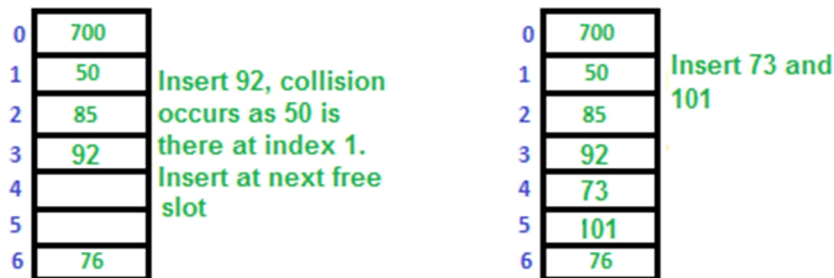 0 700
1 50
2 85
3 92
4
5
6 76
Insert 92, collision
occurs as 50 is
there at index 1.
Insert at next free
slot
0 700
1 50
2 85
3 92
4 73
5 101
6 76
Insert 73 and
101